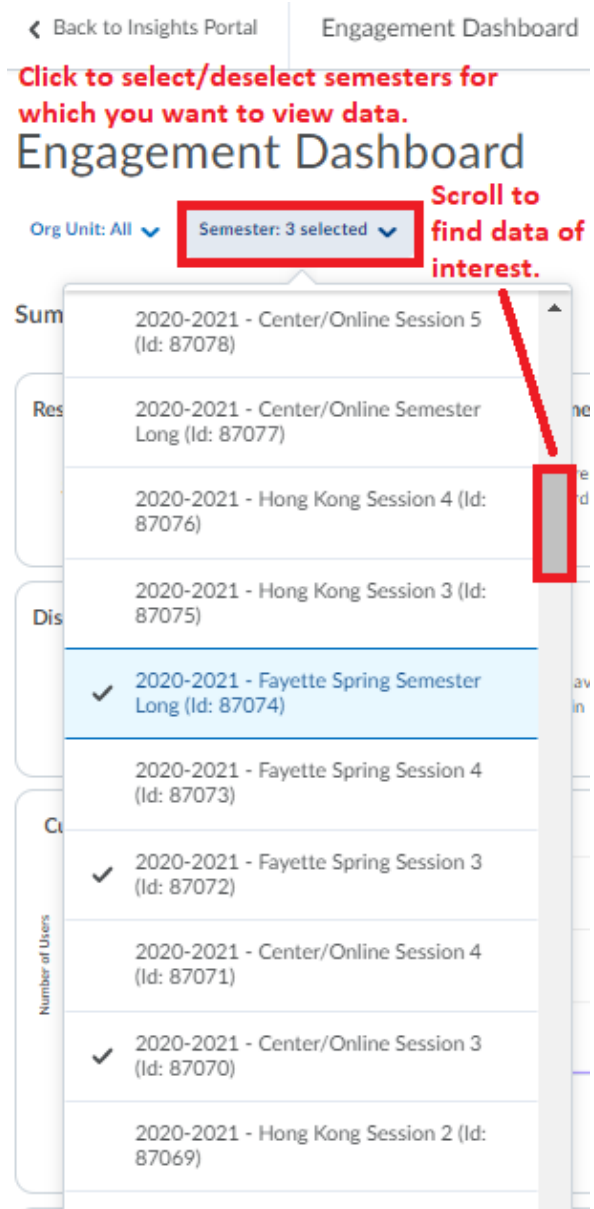 Back to Insights Portal
Engagement Dashboard
Click to select/deselect semesters for
which you want to view data.
Engagement Dashboard
Scroll to
find data of
interest.
Org Unit: All
Semester: 3 selected
Sum
2020-2021 - Center/Online Session 5
(Id: 87078)
Res
2020-2021 - Center/Online Semester
Long (Id: 87077)
2020-2021 - Hong Kong Session 4 (Id:
87076)
2020-2021 - Hong Kong Session 3 (Id:
87075)
Dis
2020-2021 - Fayette Spring Semester
Long (Id: 87074)
av
in
2020-2021 - Fayette Spring Session 4
(Id: 87073)
2020-2021 - Fayette Spring Session 3
(Id: 87072)
Number of Users
2020-2021 - Center/Online Session 4
(Id: 87071)
2020-2021 - Center/Online Session 3
(Id: 87070)
2020-2021 - Hong Kong Session 2 (Id:
87069)